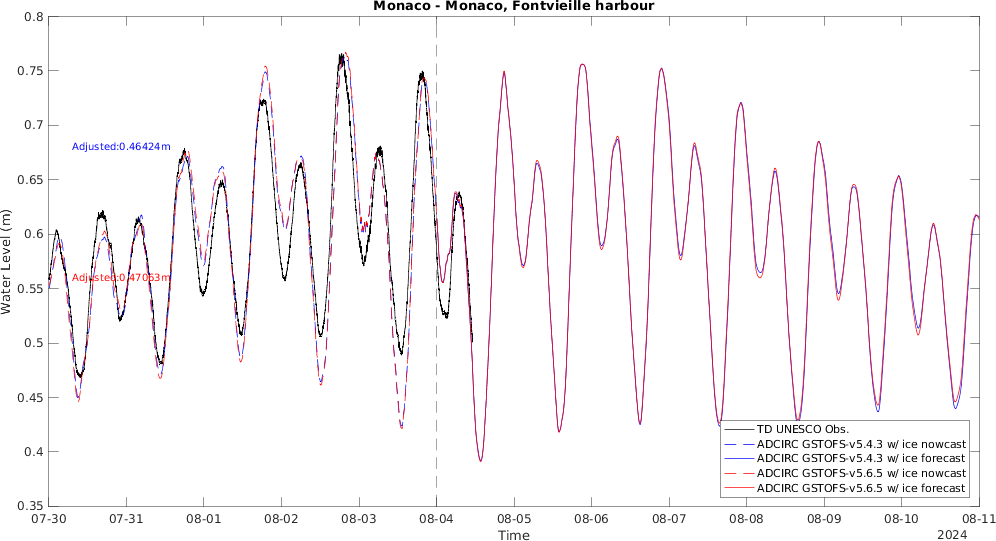 Monaco - Monaco, Fontvieille harbour
0.8
0.75
0.7
0.65
0.6
0.55
0.5
0.45
0.4
0.35
Water Level (m)
Adjusted:0.46424m
Adjusted:0.47063m
TD UNESCO Obs.
ADCIRC GSTOFS-v5.4.3 w/ ice nowcast
ADCIRC GSTOFS-v5.4.3 w/ ice forecast
ADCIRC GSTOFS-v5.6.5 w/ ice nowcast
ADCIRC GSTOFS-v5.6.5 w/ ice forecast
07-30 07-31 08-01 08-02 08-03 08-04 08-05 08-06 08-07 08-08 08-09 08-10 08-11
Time
2024